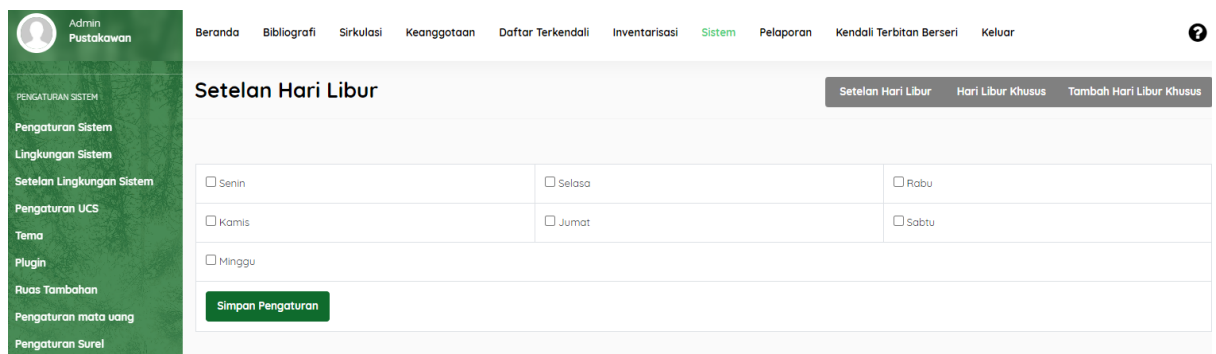 Admin
Pustakawan
Beranda Bibliografi Sirkulasi Keanggotaan Daftar Terkendali Inventarisasi Sistem Pelaporan Kendali Terbitan Berseri Keluar ?
PENGATURAN SISTEM
Pengaturan Sistem
Lingkungan Sistem
Setelan Lingkungan Sistem
Pengaturan UCS
Tema
Plugin
Ruas Tambahan
Pengaturan mata uang
Pengaturan Surel
Setelan Hari Libur
Setelan Hari Libur Hari Libur Khusus Tambah Hari Libur Khusus
Senin Selasa Rabu
Kamis Jumat Sabtu
Minggu
Simpan Pengaturan